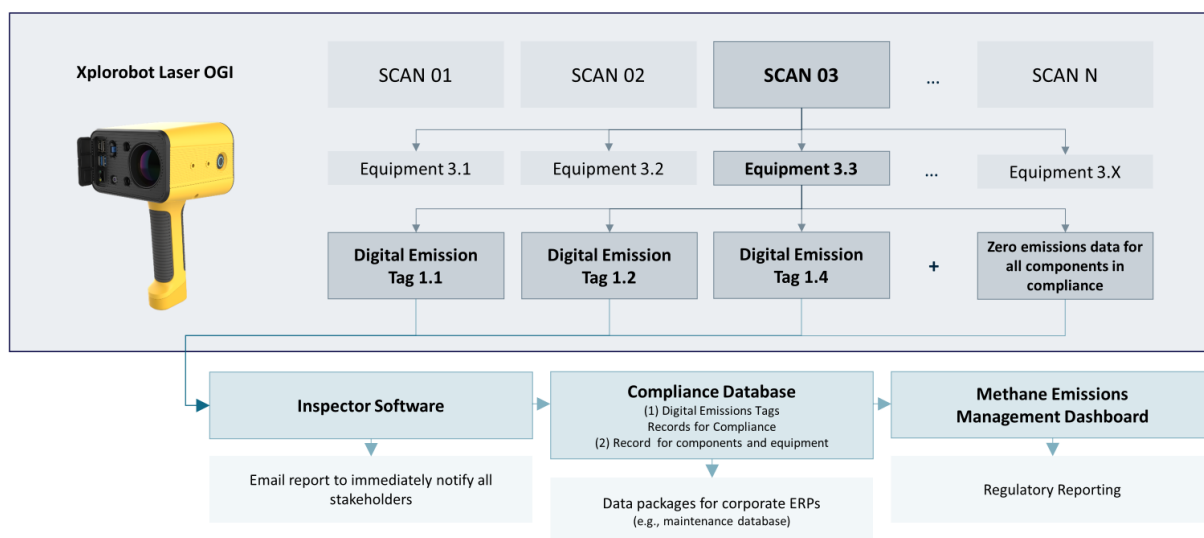 Xplorobot Laser OGI
SCAN 01
SCAN 02
SCAN 03
...
SCAN N
Equipment 3.1
Equipment 3.2
Equipment 3.3
...
Equipment 3.X
Digital Emission
Tag 1.1
Digital Emission
Tag 1.2
Digital Emission
Tag 1.4
+
Zero emissions data for
all components in
compliance
Inspector Software
Compliance Database
(1) Digital Emissions Tags
Records for Compliance
(2) Record for components and equipment
Methane Emissions
Management Dashboard
Email report to immediately notify all
stakeholders
Data packages for corporate ERPs
(e.g., maintenance database)
Regulatory Reporting